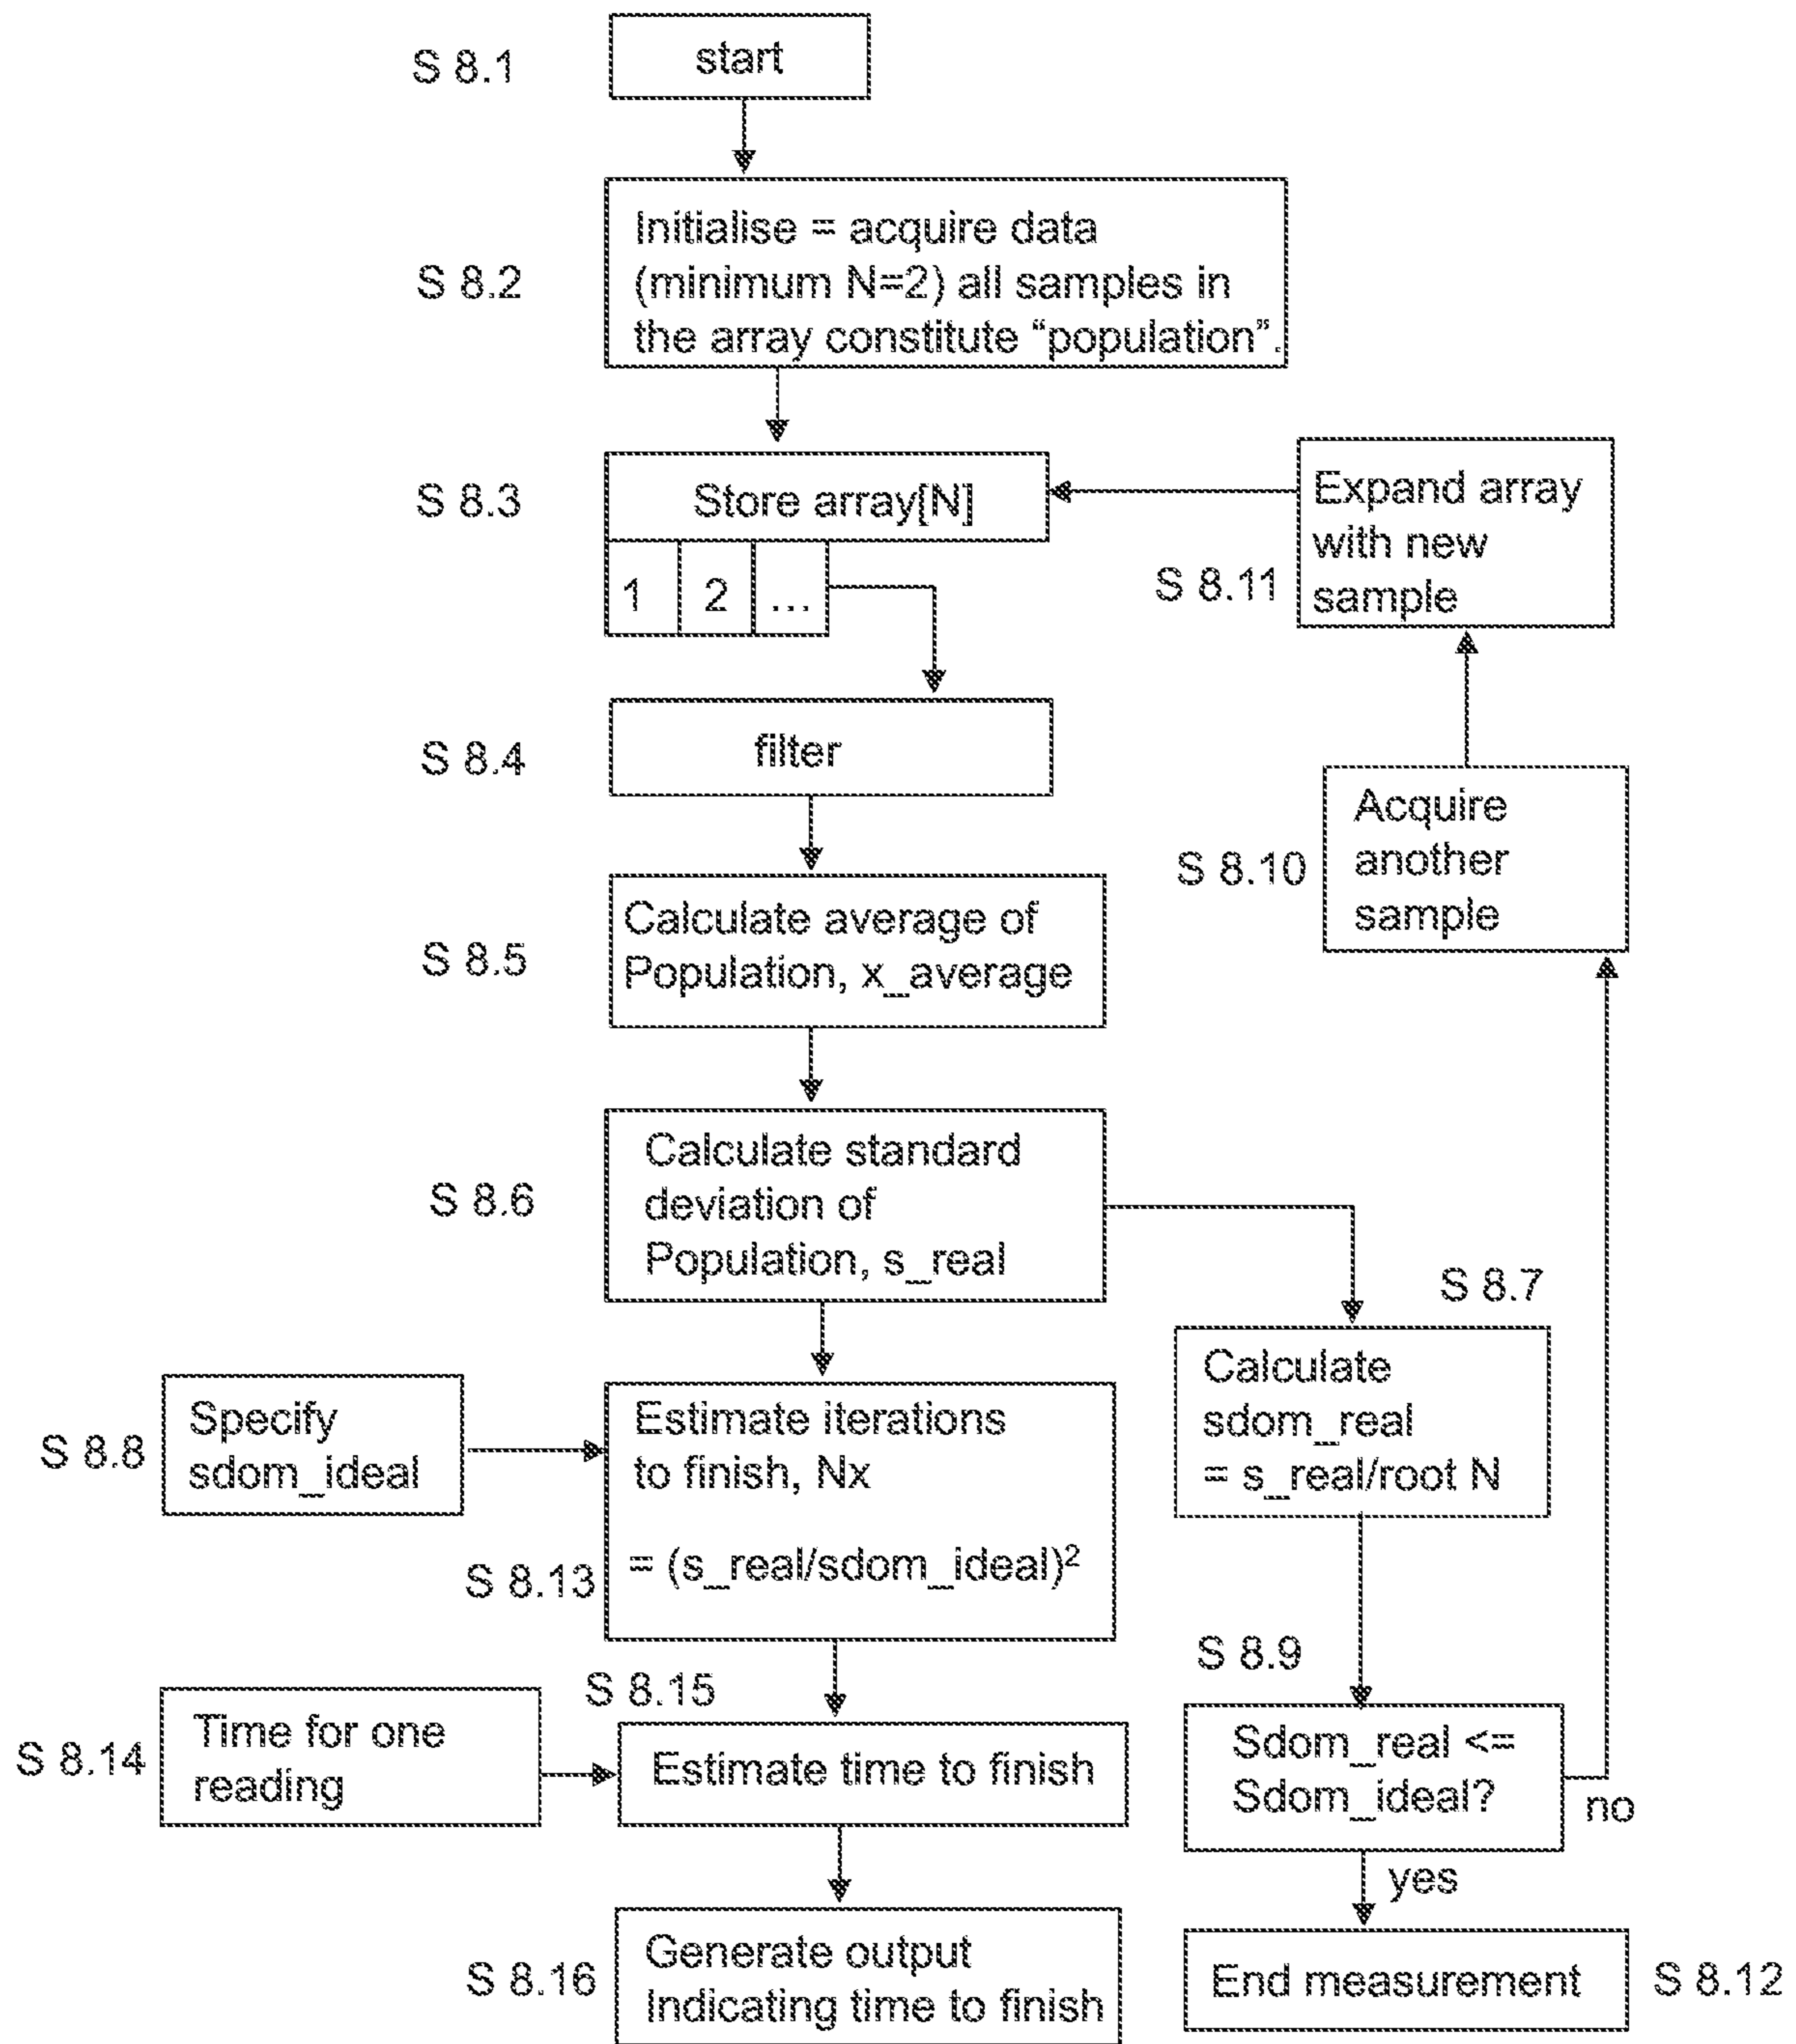 S 8.1
start
S 8.2
Initialise = acquire data
(minimum N=2) all samples in
the array constitute “population”.
S 8.3
Store array[N]
1
2
...
S 8.11
Expand array
with new
sample
S 8.4
filter
S 8.10
Acquire
another
sample
S 8.5
Calculate average of
Population, x_average
S 8.6
Calculate standard
deviation of
Population, s_real
S 8.7
Calculate
sdom_real
= s_real/root N
S 8.8
Specify
sdom_ideal
Estimate iterations
to finish, Nx
= (s_real/sdom_ideal)²
S 8.13
S 8.9
Sdom_real <=
Sdom_ideal?
no
yes
S 8.14
Time for one
reading
S 8.15
Estimate time to finish
S 8.16
Generate output
Indicating time to finish
End measurement
S 8.12